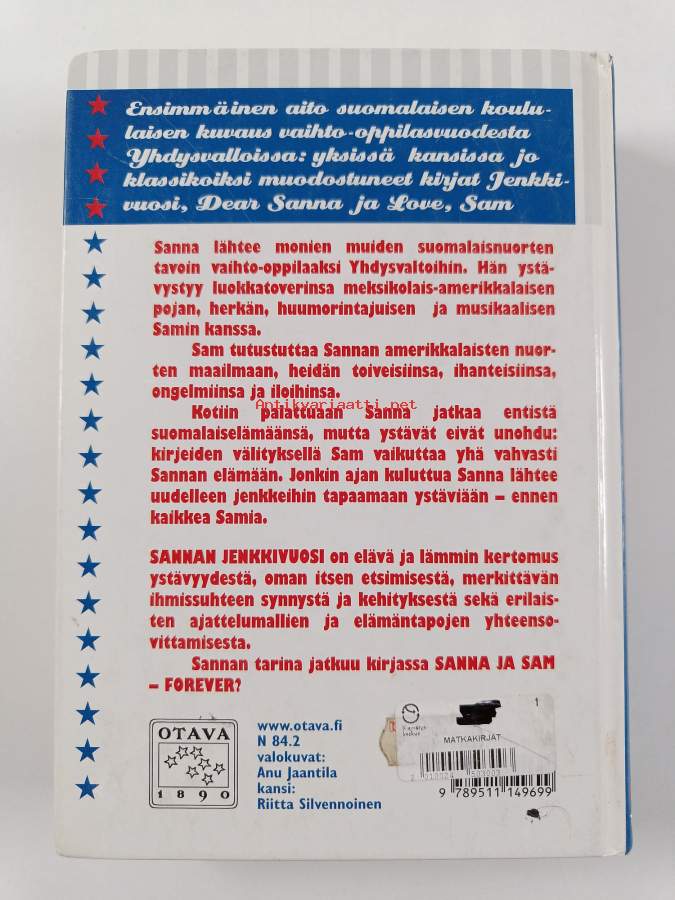 Ensimmäinen aito suomalaisen koulu-
laisen kuvaus vaihto-oppilasvuodesta
Yhdysvalloissa: yksissä kansissa jo
klassikoiksi muodostuneet kirjat Jenkki-
vuosi, Dear Sanna ja Love, Sam
Sanna lähtee monien muiden suomalaisnuorten
tavoin vaihto-oppilaaksi Yhdysvaltoihin. Hän ystä-
vystyy luokkatoverinsa meksikolais-amerikkalaisen
pojan, herkän, huumorintajuisen ja musikaalisen
Samin kanssa.
Sam tutustuttaa Sannan amerikkalaisten nuor-
ten maailmaan, heidän toiveisiinsa, ihanteisiinsa,
ongelmiinsa ja iloihinsa.
Antikvariaatti.net
Kotiin palattuaan Sanna jatkaa entistä
suomalaiselämäänsä, mutta ystävät eivät unohdu:
kirjeiden välityksellä Sam vaikuttaa yhä vahvasti
Sannan elämään. Jonkin ajan kuluttua Sanna lähtee
uudelleen jenkkeihin tapaamaan ystäviään – ennen
kaikkea Samia.
SANNAN JENKKIVUOSI on elävä ja lämmin kertomus
ystävyydestä, oman itsen etsimisestä, merkittävän
ihmissuhteen synnystä ja kehityksestä sekä erilais-
ten ajattelumallien ja elämäntapojen yhteenso-
vittamisesta.
Sannan tarina jatkuu kirjassa SANNA JA SAM
– FOREVER?
OTAVA
1890
www.otava.fi
N 84.2
valokuvat:
Anu Jaantila
kansi:
Riitta Silvennoinen
1
MATKAKIRJAT
9 789511 149699